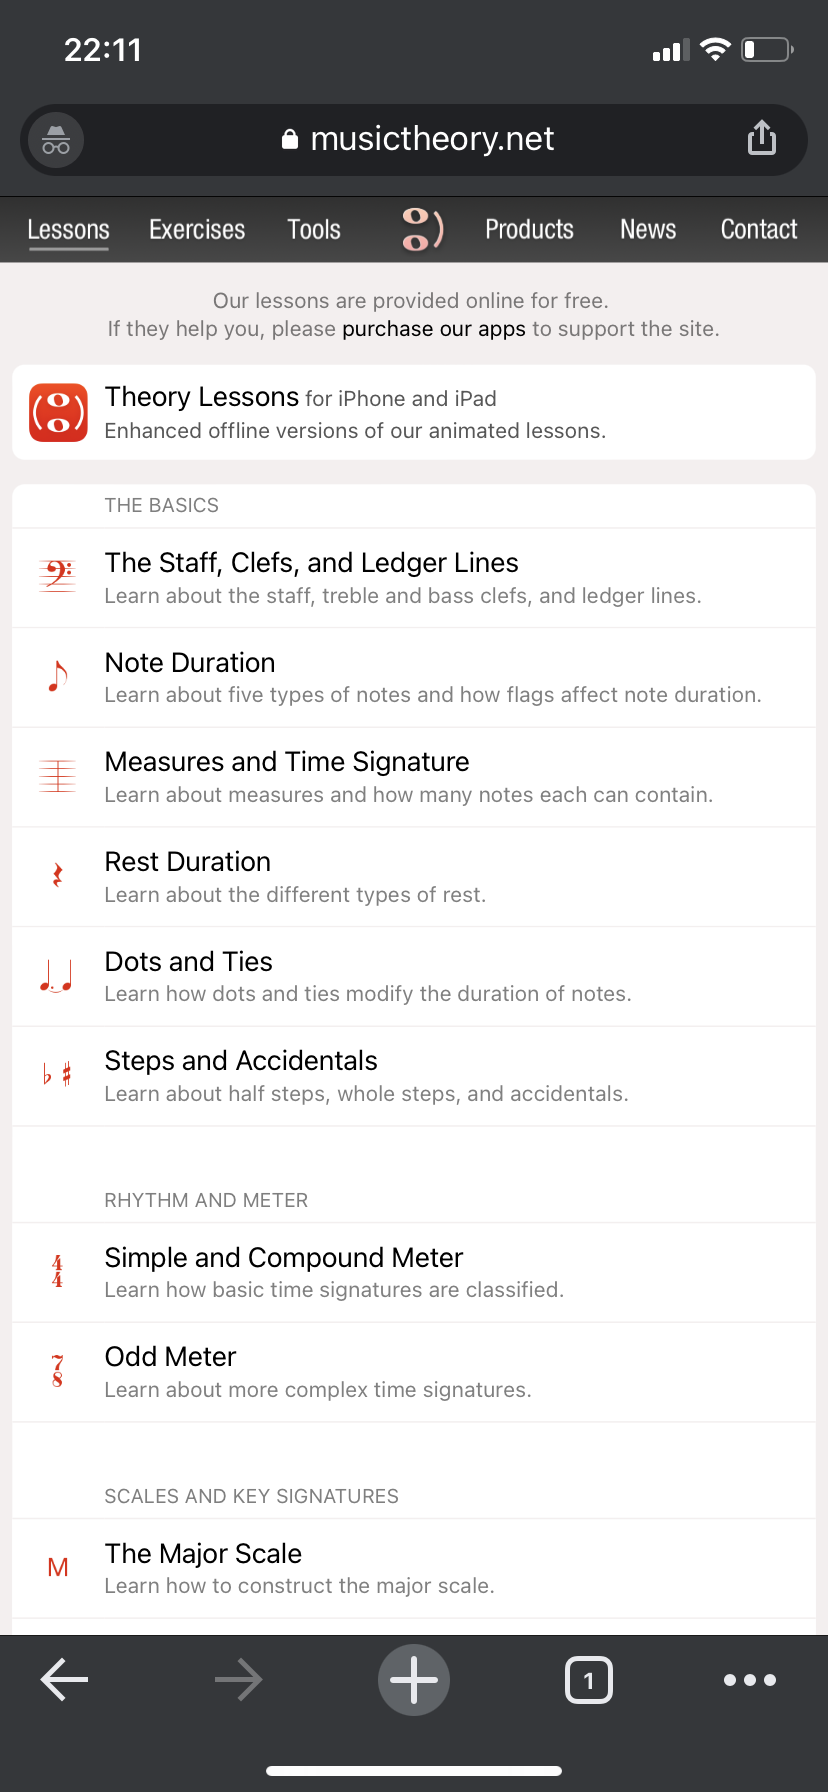 22:11
musictheory.net
Lessons Exercises Tools Products News Contact
Our lessons are provided online for free.
If they help you, please purchase our apps to support the site.
Theory Lessons for iPhone and iPad
Enhanced offline versions of our animated lessons.
THE BASICS
The Staff, Clefs, and Ledger Lines
Learn about the staff, treble and bass clefs, and ledger lines.
Note Duration
Learn about five types of notes and how flags affect note duration.
Measures and Time Signature
Learn about measures and how many notes each can contain.
Rest Duration
Learn about the different types of rest.
Dots and Ties
Learn how dots and ties modify the duration of notes.
Steps and Accidentals
Learn about half steps, whole steps, and accidentals.
RHYTHM AND METER
4
4
Simple and Compound Meter
Learn how basic time signatures are classified.
7
8
Odd Meter
Learn about more complex time signatures.
SCALES AND KEY SIGNATURES
M
The Major Scale
Learn how to construct the major scale.
1